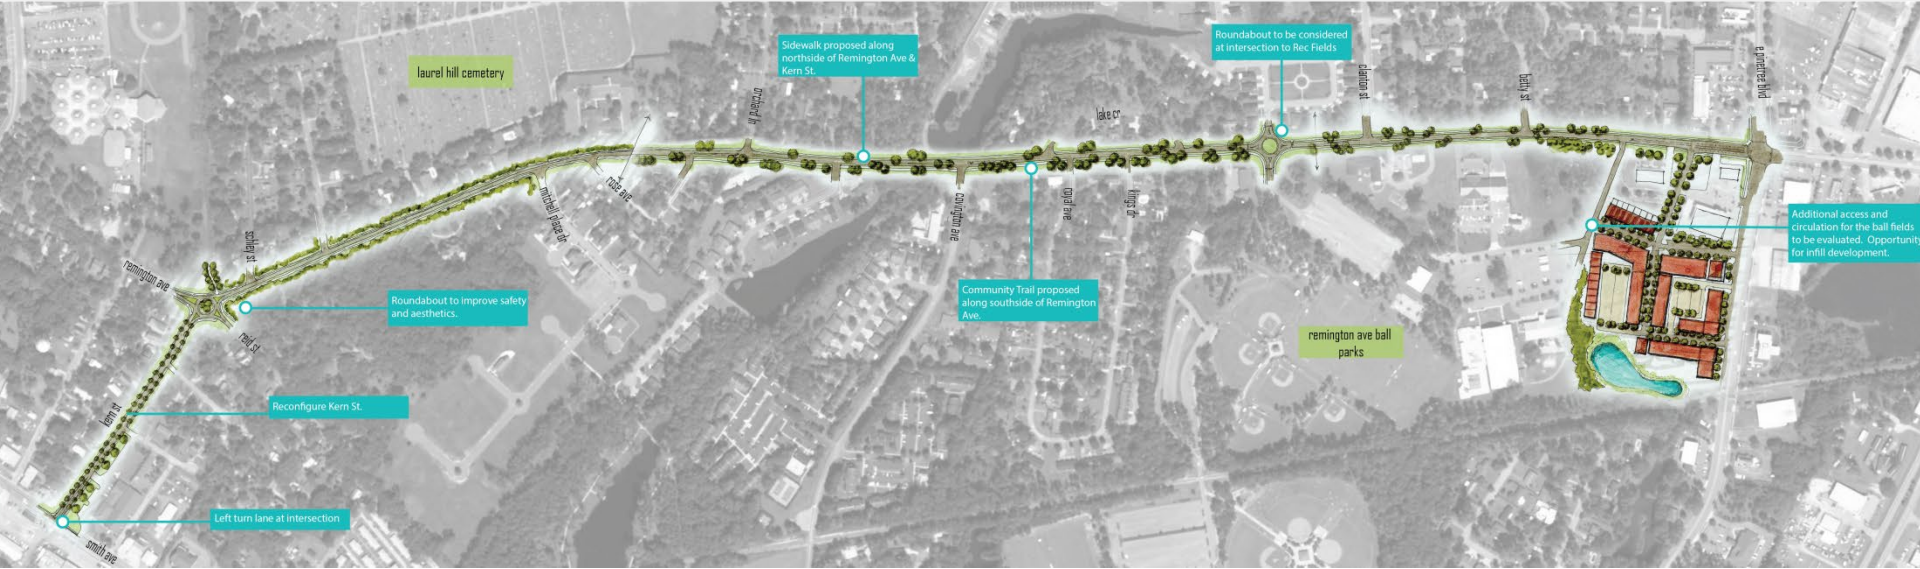 laurel hill cemetery
Sidewalk proposed along
northside of Remington Ave &
Kern St.
Roundabout to be considered
at intersection to Rec Fields
e pinetree blvd
clanton st
betty st
orchard ln
lake cr
rose ave
mitchell place dr
covington ave
royal ave
kings dr
Additional access and
circulation for the ball fields
to be evaluated. Opportunity
for infill development.
schley st
remington ave
Roundabout to improve safety
and aesthetics.
Community Trail proposed
along southside of Remington
Ave.
reid st
remington ave ball
parks
kern st
Reconfigure Kern St.
Left turn lane at intersection
smith ave